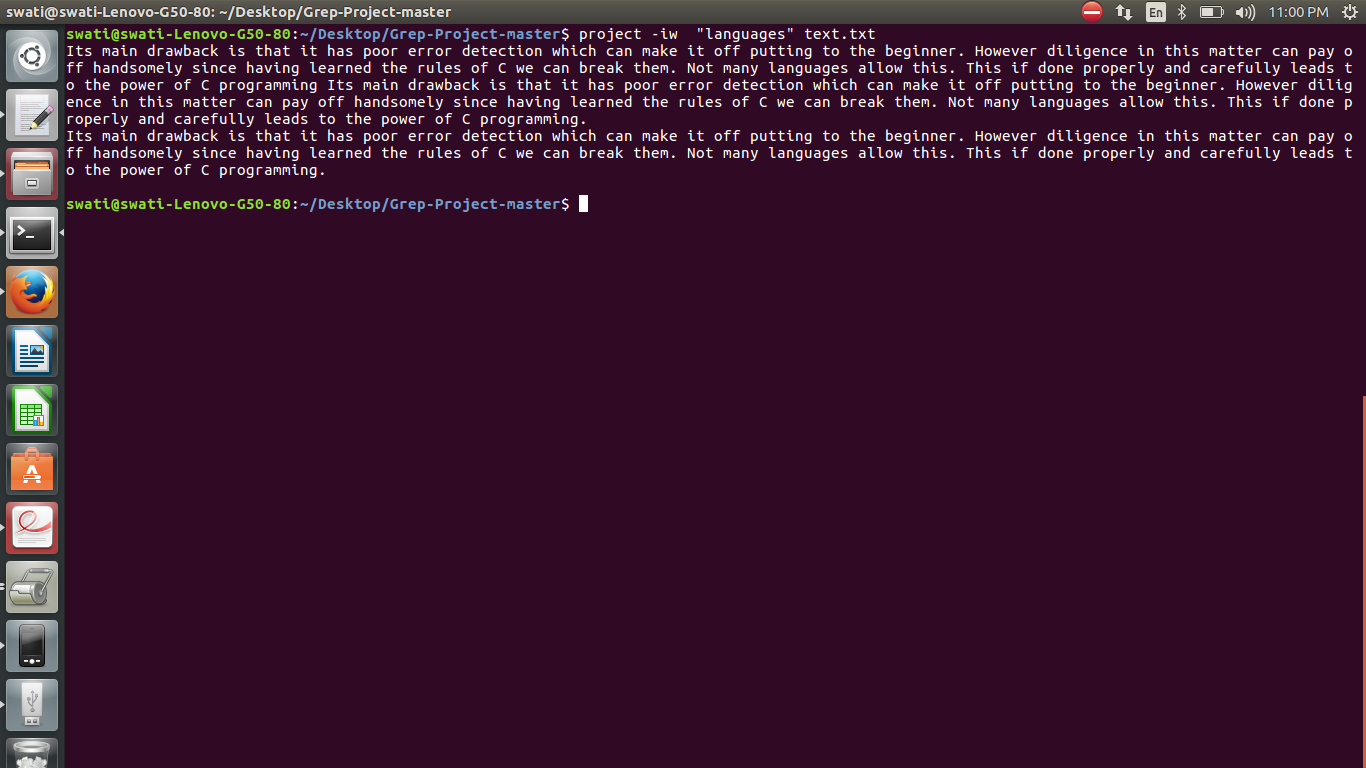 swati@swati-Lenovo-G50-80: ~/Desktop/Grep-Project-master
En
11:00 PM
swati@swati-Lenovo-G50-80:~/Desktop/Grep-Project-master$ project -iw  "languages" text.txt
Its main drawback is that it has poor error detection which can make it off putting to the beginner. However diligence in this matter can pay o
ff handsomely since having learned the rules of C we can break them. Not many languages allow this. This if done properly and carefully leads t
o the power of C programming Its main drawback is that it has poor error detection which can make it off putting to the beginner. However dilig
ence in this matter can pay off handsomely since having learned the rules of C we can break them. Not many languages allow this. This if done p
roperly and carefully leads to the power of C programming.
Its main drawback is that it has poor error detection which can make it off putting to the beginner. However diligence in this matter can pay o
ff handsomely since having learned the rules of C we can break them. Not many languages allow this. This if done properly and carefully leads t
o the power of C programming.
swati@swati-Lenovo-G50-80:~/Desktop/Grep-Project-master$